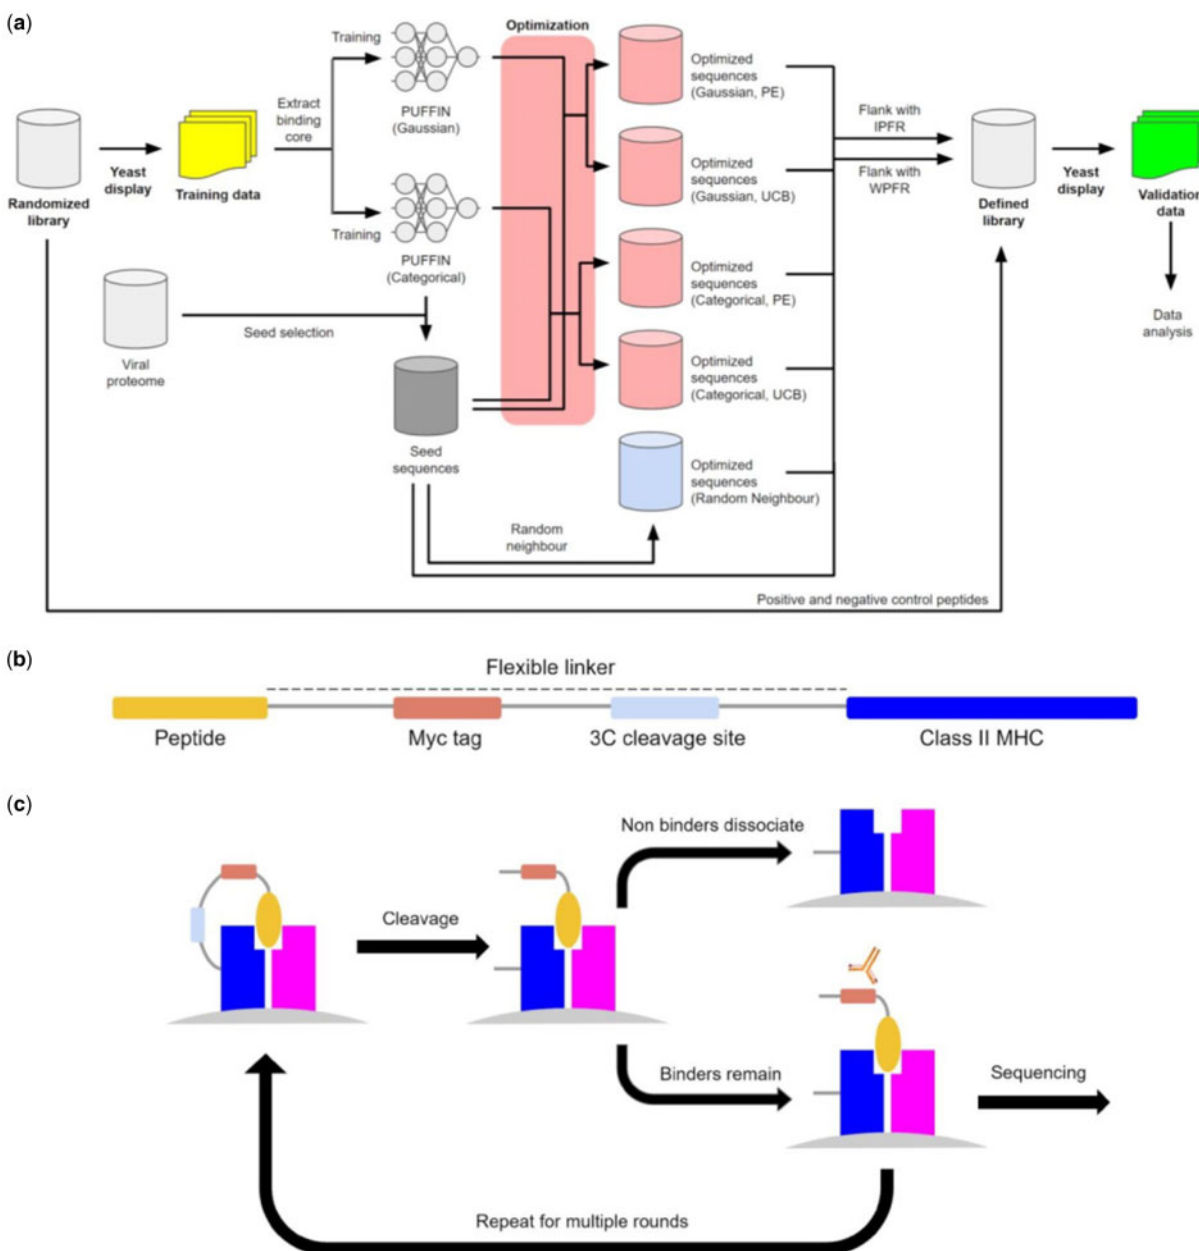 (a)
Optimization
Training
PUFFIN
(Gaussian)
Extract
binding
core
Randomized
library
Yeast
display
Training data
Training
PUFFIN
(Categorical)
Viral
proteome
Seed selection
Seed
sequences
Optimized
sequences
(Gaussian, PE)
Optimized
sequences
(Gaussian, UCB)
Optimized
sequences
(Categorical, PE)
Optimized
sequences
(Categorical, UCB)
Optimized
sequences
(Random Neighbour)
Random
neighbour
Flank with
IPFR
Flank with
WPFR
Defined
library
Yeast
display
Validation
data
Data
analysis
Positive and negative control peptides
(b)
Flexible linker
Peptide
Myc tag
3C cleavage site
Class II MHC
(c)
Cleavage
Non binders dissociate
Binders remain
Sequencing
Repeat for multiple rounds